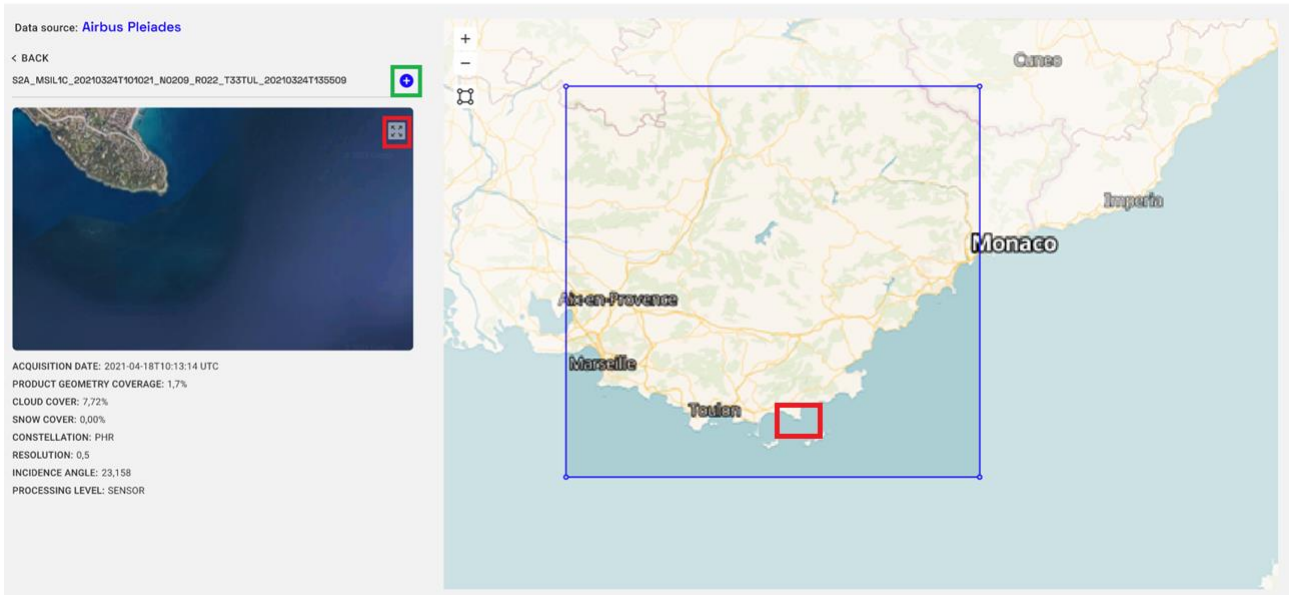 Data source: Airbus Pleiades
< BACK
S2A_MSIL1C_20210324T101021_N0209_R022_T33TUL_20210324T135509
ACQUISITION DATE: 2021-04-18T10:13:14 UTC
PRODUCT GEOMETRY COVERAGE: 1,7%
CLOUD COVER: 7,72%
SNOW COVER: 0,00%
CONSTELLATION: PHR
RESOLUTION: 0,5
INCIDENCE ANGLE: 23,158
PROCESSING LEVEL: SENSOR
+
−
Cuneo
Imperia
Monaco
Aix-en-Provence
Marseille
Toulon